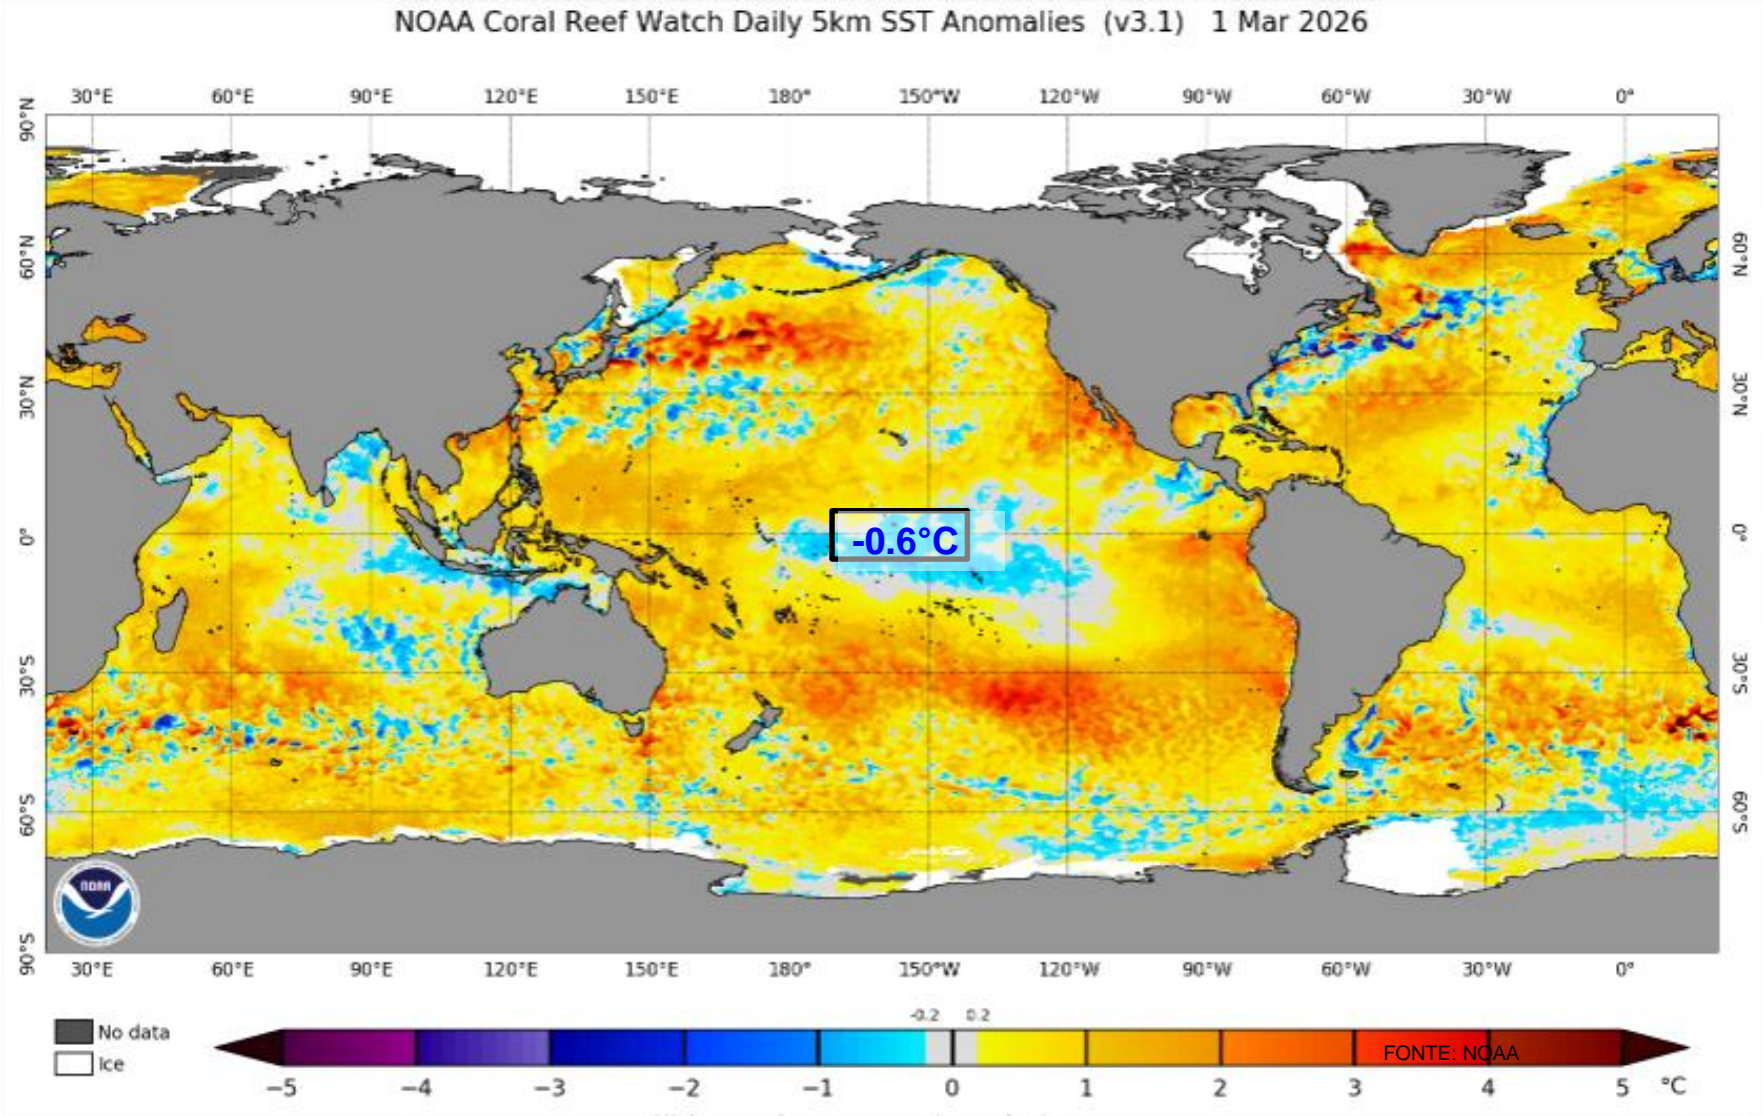 NOAA Coral Reef Watch Daily 5km SST Anomalies (v3.1) 1 Mar 2026
30°E 60°E 90°E 120°E 150°E 180° 150°W 120°W 90°W 60°W 30°W 0°
90°N 60°N 30°N 0° 30°S 60°S 90°S
60°N 30°N 0° 30°S 60°S
-0.6°C
NOAA
30°E 60°E 90°E 120°E 150°E 180° 150°W 120°W 90°W 60°W 30°W 0°
-0.2 0.2
No data
Ice
FONTE: NOAA
−5 −4 −3 −2 −1 0 1 2 3 4 5 °C